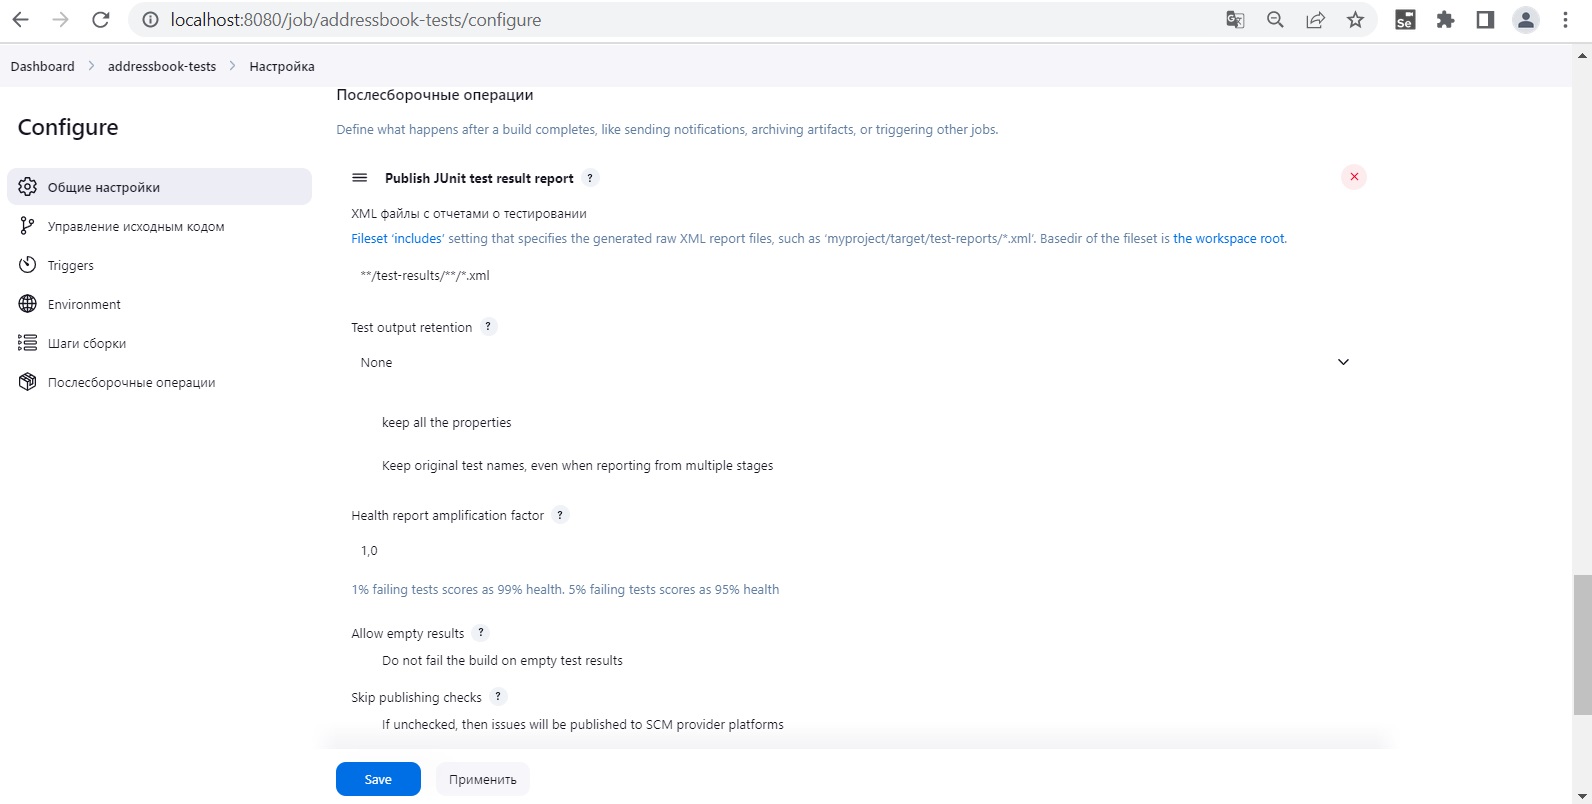 localhost:8080/job/addressbook-tests/configure
Se
Dashboard > addressbook-tests > Настройка
Configure
Общие настройки
Управление исходным кодом
Triggers
Environment
Шаги сборки
Послесборочные операции
Послесборочные операции
Define what happens after a build completes, like sending notifications, archiving artifacts, or triggering other jobs.
Publish JUnit test result report ?
XML файлы с отчетами о тестировании
Fileset ‘includes’ setting that specifies the generated raw XML report files, such as ‘myproject/target/test-reports/*.xml’. Basedir of the fileset is the workspace root.
**/test-results/**/*.xml
Test output retention ?
None
keep all the properties
Keep original test names, even when reporting from multiple stages
Health report amplification factor ?
1,0
1% failing tests scores as 99% health. 5% failing tests scores as 95% health
Allow empty results ?
Do not fail the build on empty test results
Skip publishing checks ?
If unchecked, then issues will be published to SCM provider platforms
Save
Применить